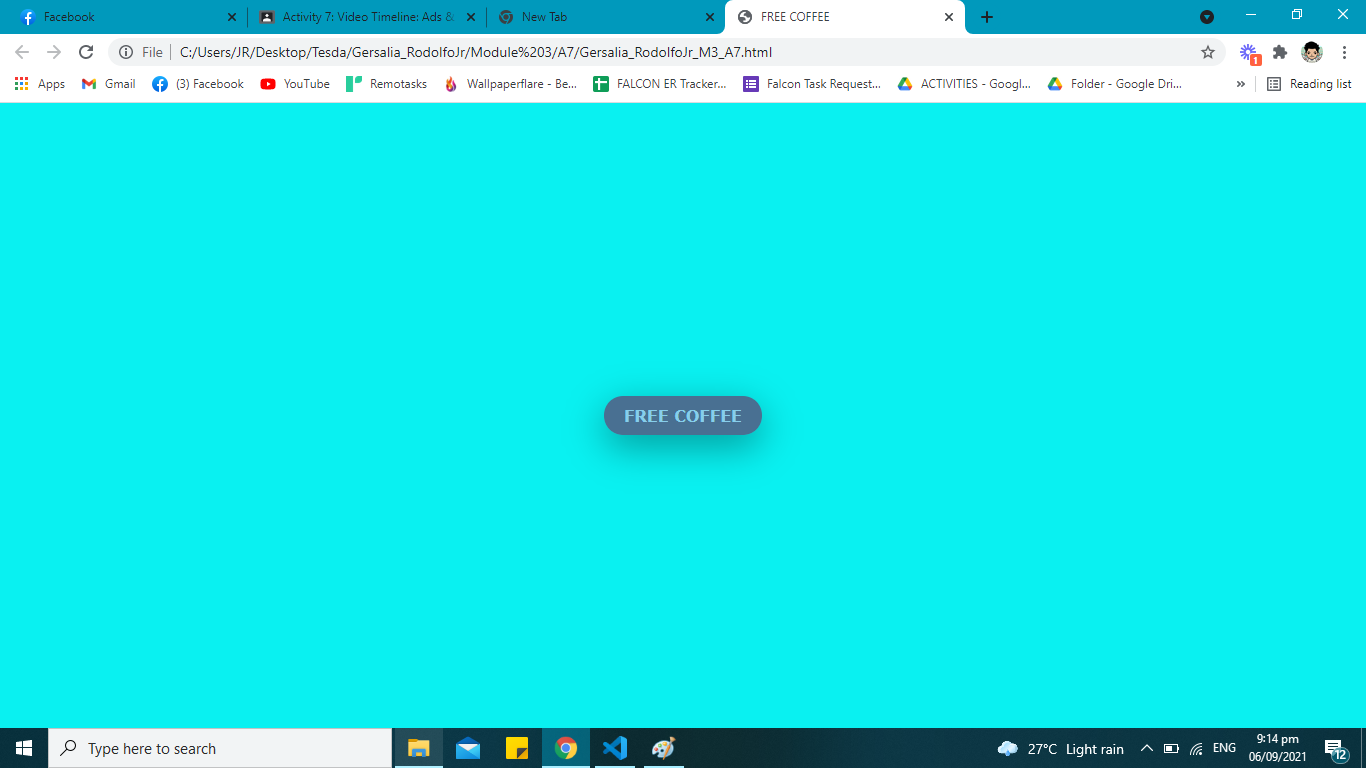 Facebook
Activity 7: Video Timeline: Ads &
New Tab
FREE COFFEE
File
C:/Users/JR/Desktop/Tesda/Gersalia_RodolfoJr/Module%203/A7/Gersalia_RodolfoJr_M3_A7.html
1
Apps
Gmail
(3) Facebook
YouTube
Remotasks
Wallpaperflare - Be...
FALCON ER Tracker...
Falcon Task Request...
ACTIVITIES - Googl...
Folder - Google Dri...
»
Reading list
FREE COFFEE
Type here to search
27°C Light rain
ENG
9:14 pm
06/09/2021
12